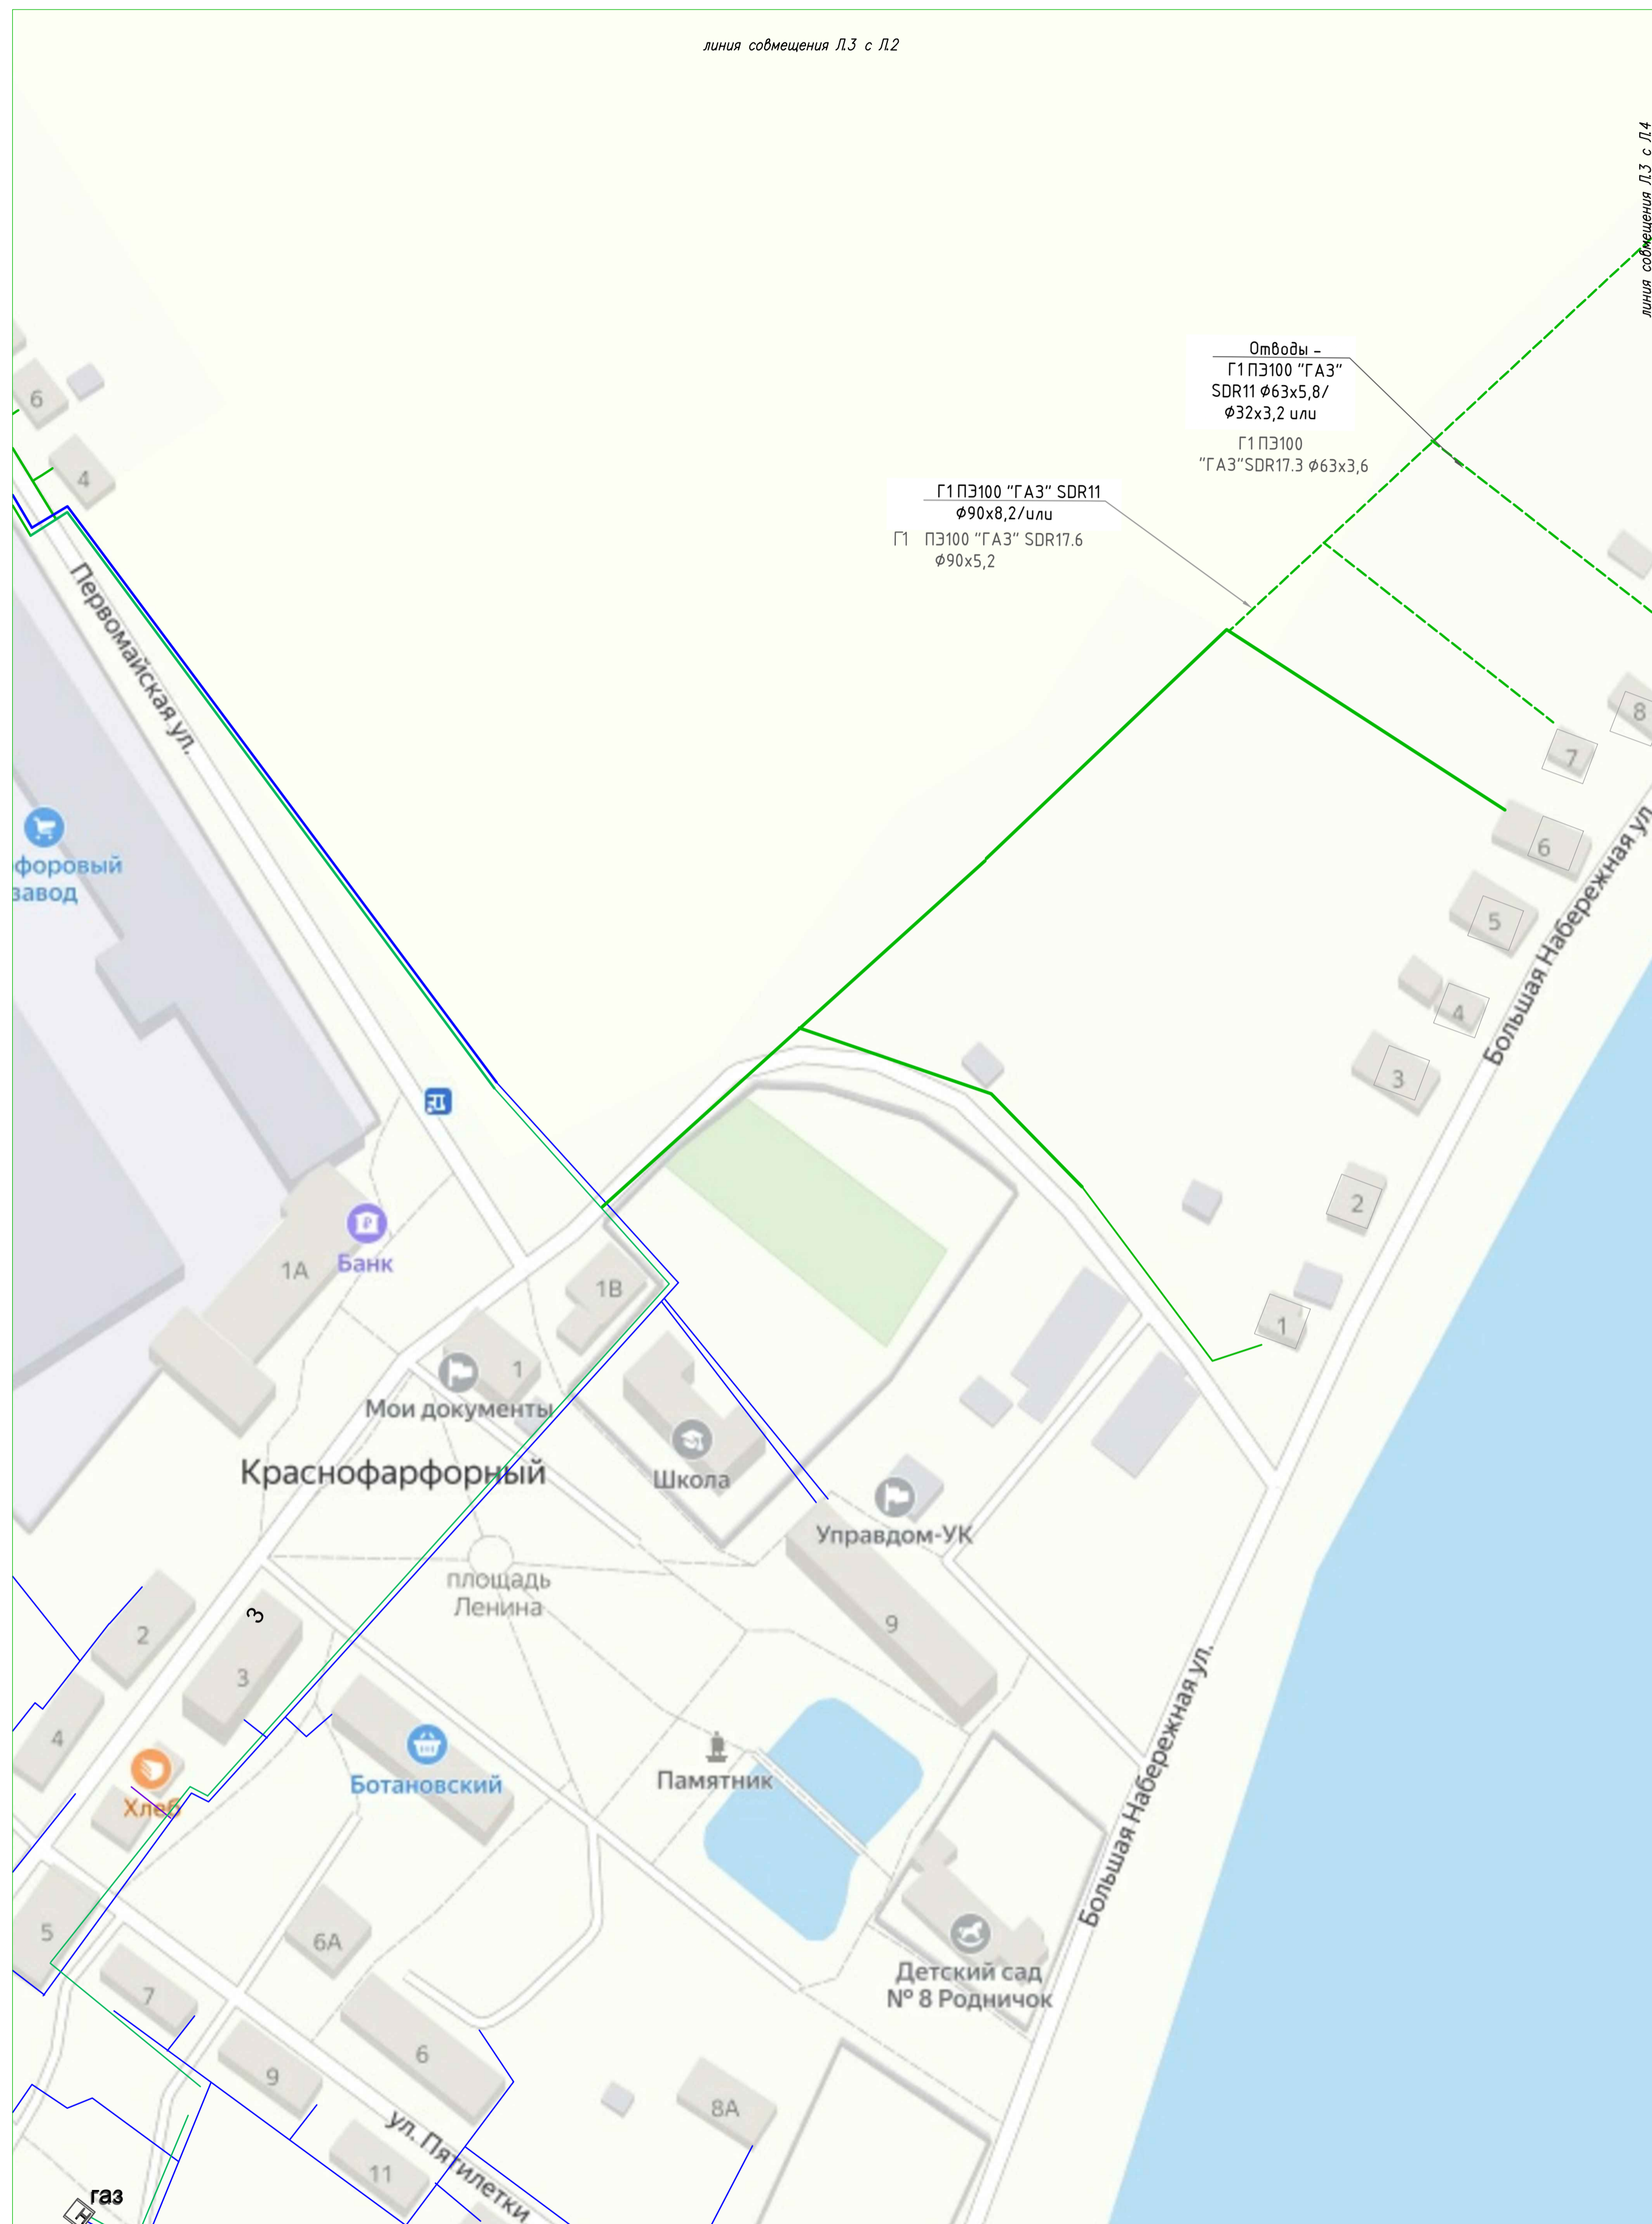 линия совмещения Л.3 с Л.2
линия совмещения Л.3 с Л.4
Отводы –
Г1 ПЭ100 "ГАЗ"
SDR11 Ф63х5,8/
Ф32х3,2 или
Г1 ПЭ100
"ГАЗ"SDR17.3 Ф63х3,6
6
4
Г1 ПЭ100 "ГАЗ" SDR11
Ф90х8,2/или
Г1 ПЭ100 "ГАЗ" SDR17.6
Ф90х5,2
Первомайская ул.
8
7
6
форовый
завод
5
Большая Набережная ул
4
3
2
1
Банк
1А
1В
1
Мои документы
Краснофарфорный
Школа
Управдом-УК
площадь
Ленина
3
2
3
9
4
Хлеб
Ботановский
Памятник
Большая Набережная ул.
5
6А
Детский сад
№ 8 Родничок
7
9
6
8А
ул. Пятилетки
11
газ
Н